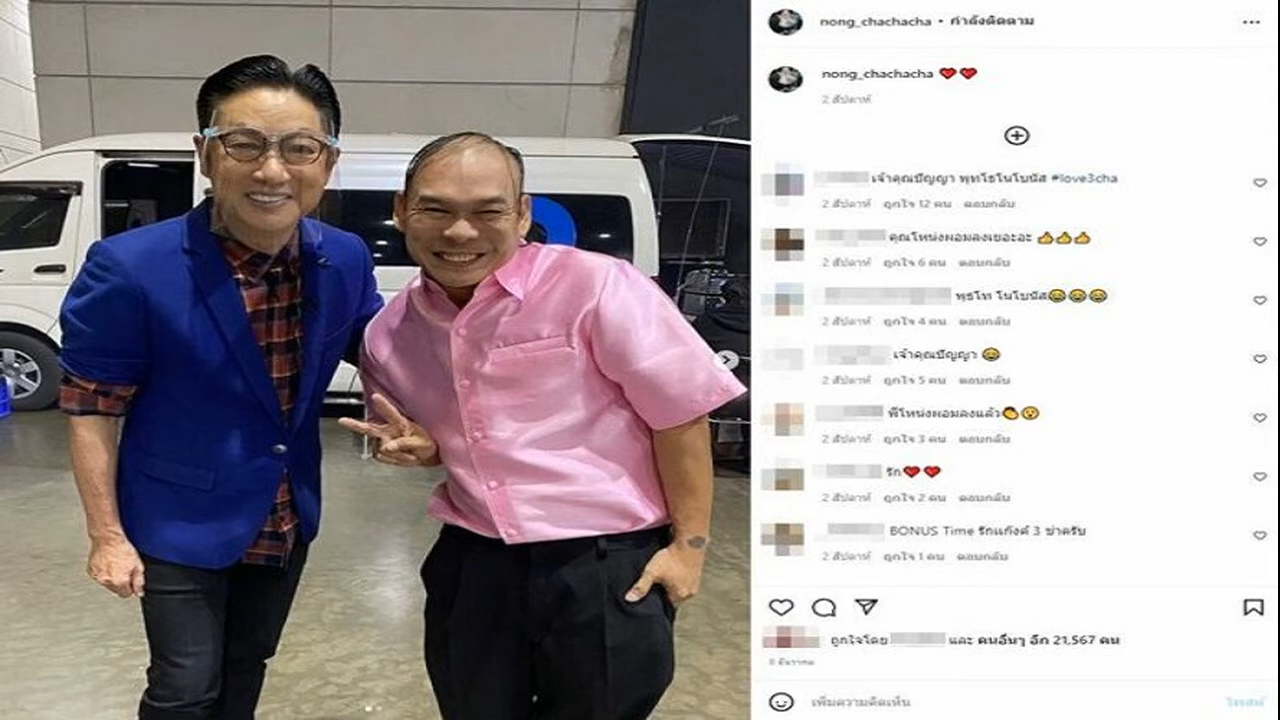 nong_chachacha • กำลังติดตาม
nong_chachacha ❤️❤️
2 สัปดาห์
เจ้าคุณปัญญา พุทโธโนโบนัส #love3cha
2 สัปดาห์ ถูกใจ 12 คน ตอบกลับ
คุณโหน่งผอมลงเยอะอะ 👍👍👍
2 สัปดาห์ ถูกใจ 6 คน ตอบกลับ
พุธโท โนโบนัส😂😂😂
2 สัปดาห์ ถูกใจ 4 คน ตอบกลับ
เจ้าคุณปัญญา 😂
2 สัปดาห์ ถูกใจ 5 คน ตอบกลับ
พี่โหน่งผอมลงแล้ว👏😮
2 สัปดาห์ ถูกใจ 3 คน ตอบกลับ
รัก❤️❤️
2 สัปดาห์ ถูกใจ 2 คน ตอบกลับ
BONUS Time รักแก๊งค์ 3 ช่าครับ
2 สัปดาห์ ถูกใจ 1 คน ตอบกลับ
ถูกใจโดย และ คนอื่นๆ อีก 21,567 คน
ธันวาคม
เพิ่มความคิดเห็น
โพสต์